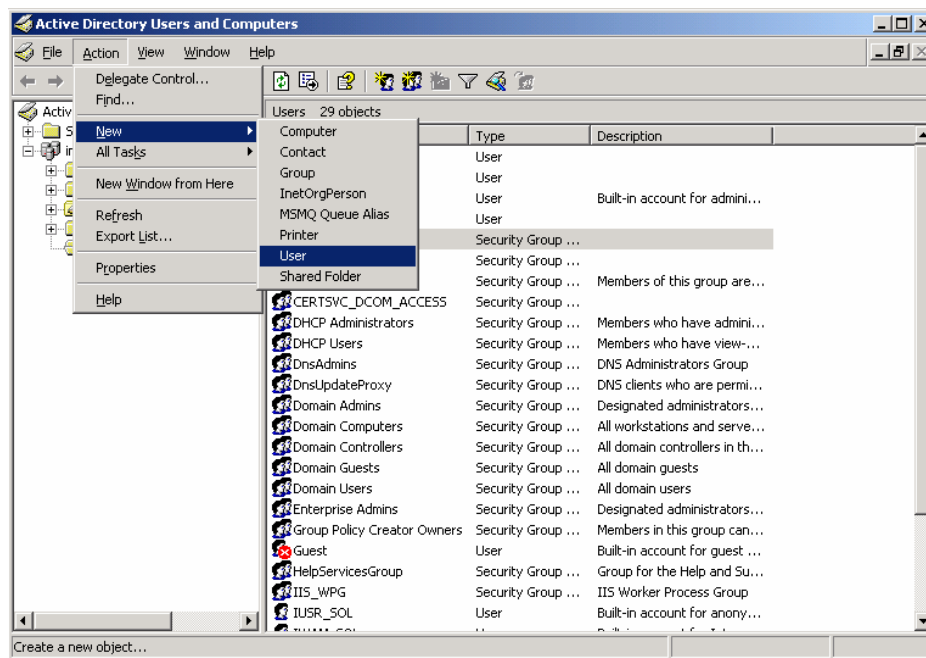 Active Directory Users and Computers
File Action View Window Help
Delegate Control...
Find...
New
All Tasks
New Window from Here
Refresh
Export List...
Properties
Help
Activ
S
in
Users 29 objects
Computer
Contact
Group
InetOrgPerson
MSMQ Queue Alias
Printer
User
Shared Folder
Type Description
User
User
User Built-in account for admini...
User
Security Group ...
Security Group ...
Security Group ... Members of this group are...
CERTSVC_DCOM_ACCESS Security Group ...
DHCP Administrators Security Group ... Members who have admini...
DHCP Users Security Group ... Members who have view-...
DnsAdmins Security Group ... DNS Administrators Group
DnsUpdateProxy Security Group ... DNS clients who are permi...
Domain Admins Security Group ... Designated administrators...
Domain Computers Security Group ... All workstations and serve...
Domain Controllers Security Group ... All domain controllers in th...
Domain Guests Security Group ... All domain guests
Domain Users Security Group ... All domain users
Enterprise Admins Security Group ... Designated administrators...
Group Policy Creator Owners Security Group ... Members in this group can...
Guest User Built-in account for guest ...
HelpServicesGroup Security Group ... Group for the Help and Su...
IIS_WPG Security Group ... IIS Worker Process Group
IUSR_SOL User Built-in account for anony...
Create a new object...